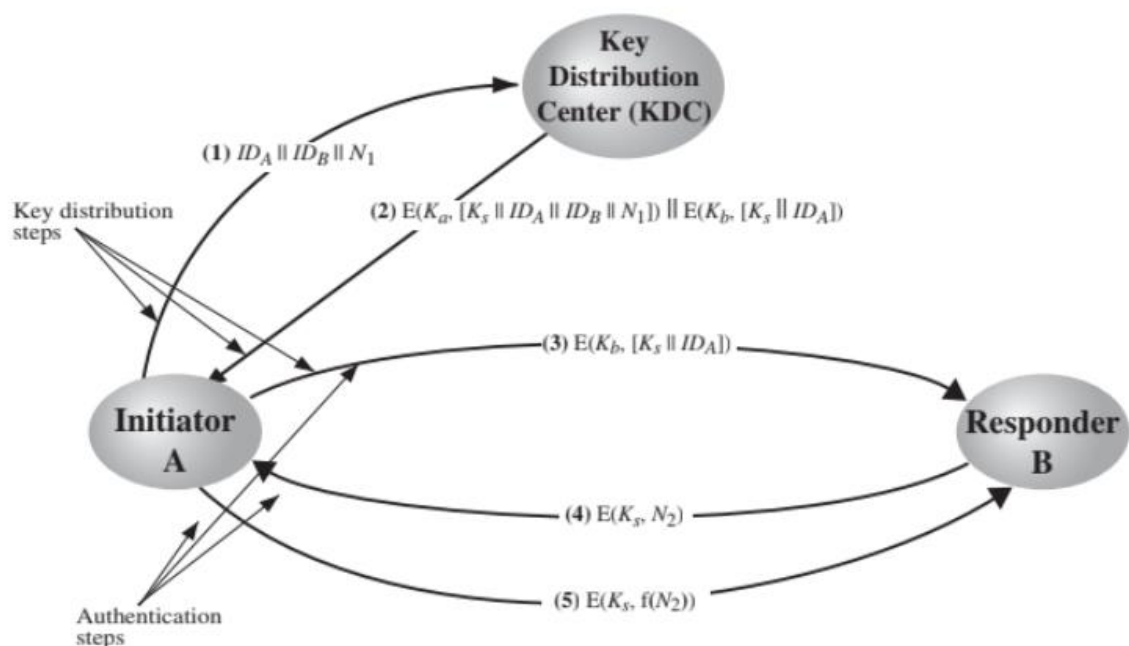 Key
Distribution
Center (KDC)
(1) ID_A || ID_B || N_1
Key distribution
steps
(2) E(K_a, [K_s || ID_A || ID_B || N_1]) || E(K_b, [K_s || ID_A])
(3) E(K_b, [K_s || ID_A])
Initiator
A
Responder
B
(4) E(K_s, N_2)
(5) E(K_s, f(N_2))
Authentication
steps